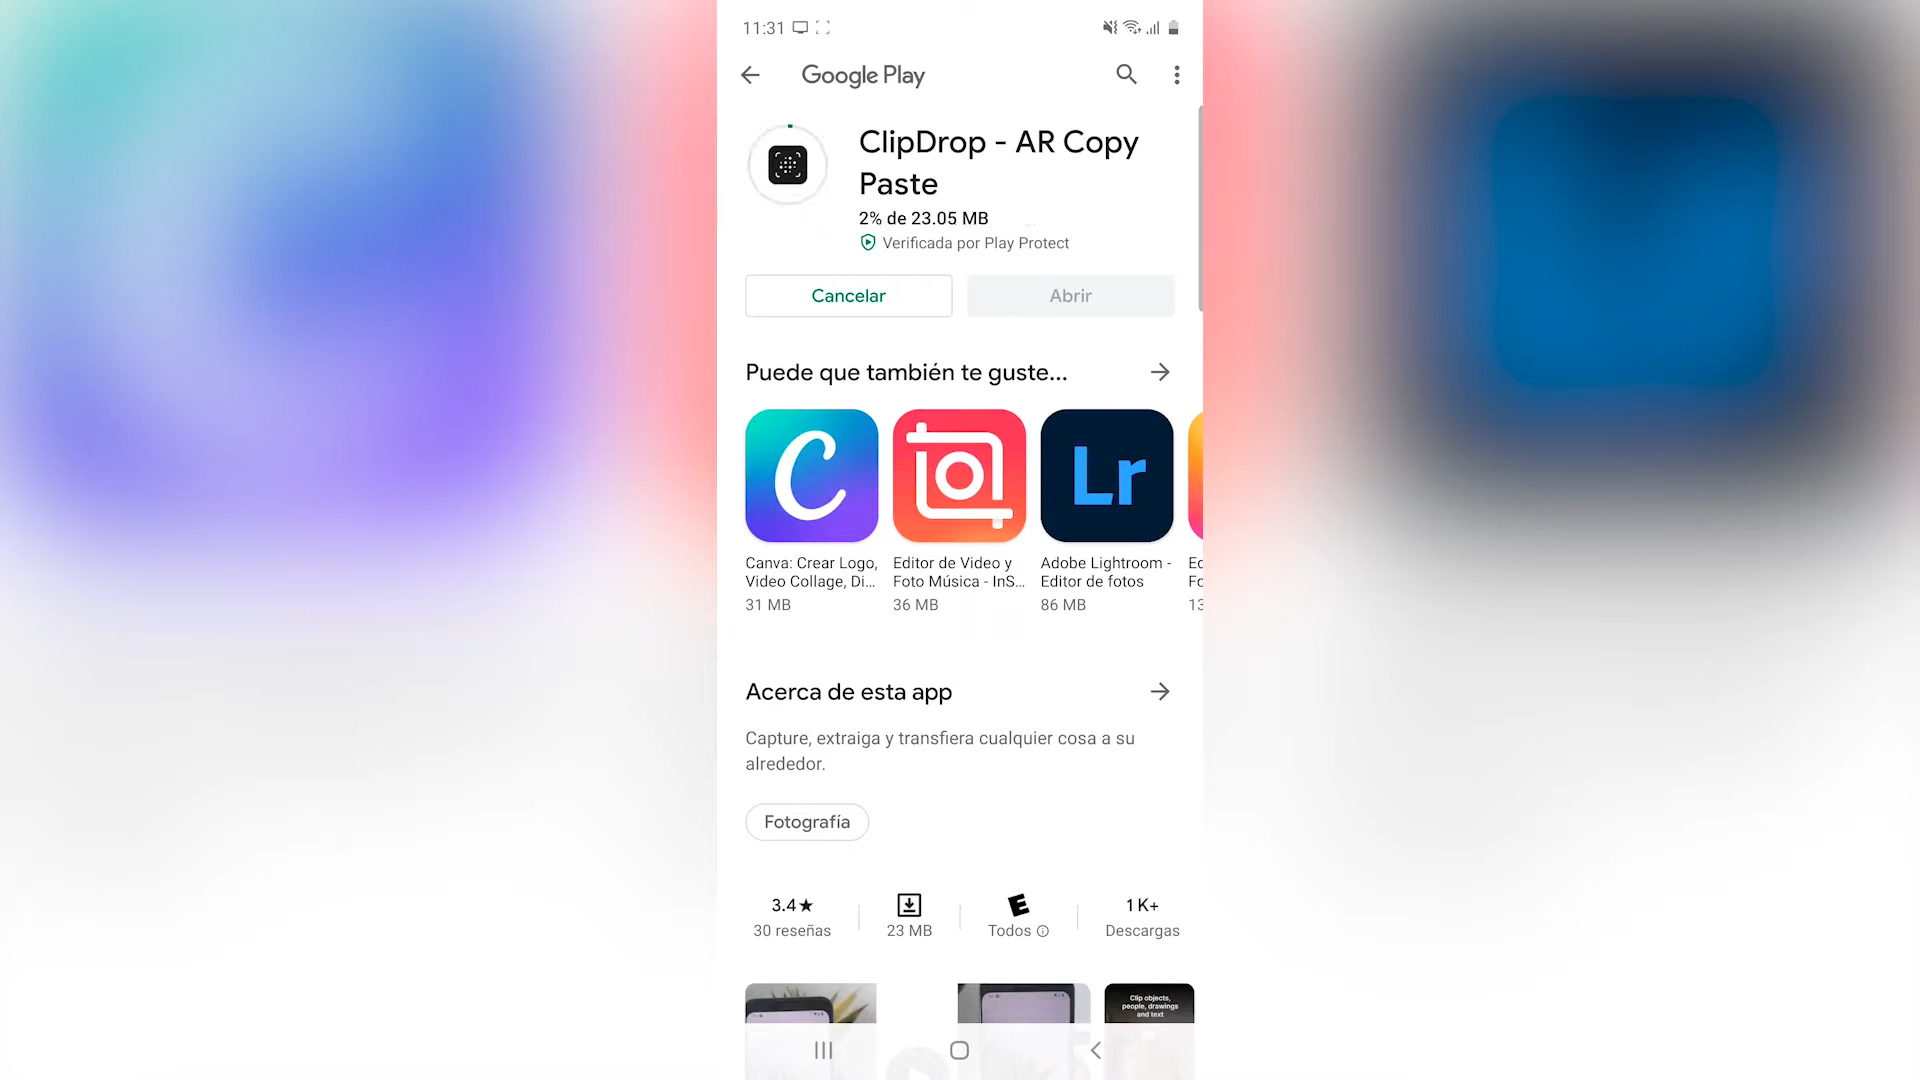 11:31
Google Play
ClipDrop - AR Copy
Paste
2% de 23.05 MB
Verificada por Play Protect
Cancelar
Abrir
Puede que también te guste...
C
Lr
Canva: Crear Logo,
Video Collage, Di...
31 MB
Editor de Video y
Foto Música - InS...
36 MB
Adobe Lightroom -
Editor de fotos
86 MB
Acerca de esta app
Capture, extraiga y transfiera cualquier cosa a su
alrededor.
Fotografía
3.4★
30 reseñas
23 MB
E
Todos
1 K+
Descargas
Clip objects,
people, drawings
and text